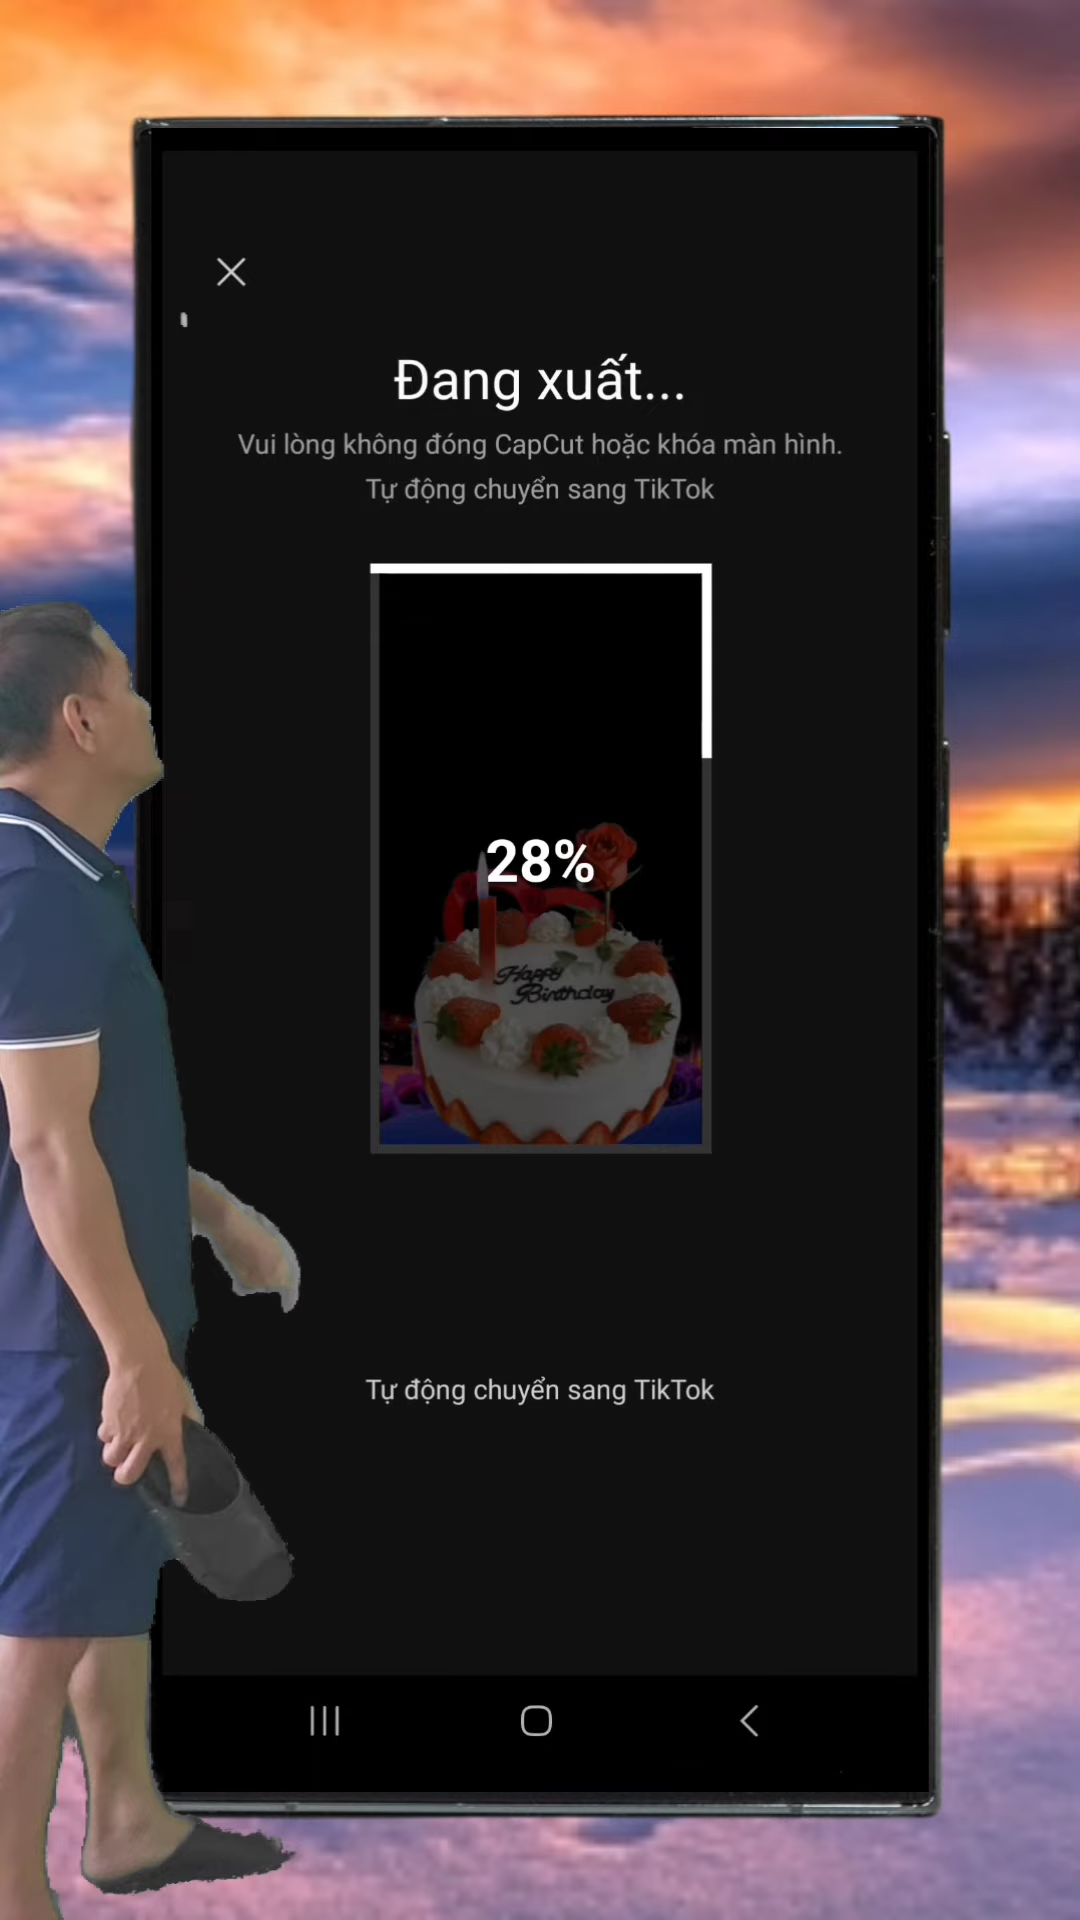 Đang xuất...
Vui lòng không đóng CapCut hoặc khóa màn hình.
Tự động chuyển sang TikTok
28%
Happy
Birthday
Tự động chuyển sang TikTok